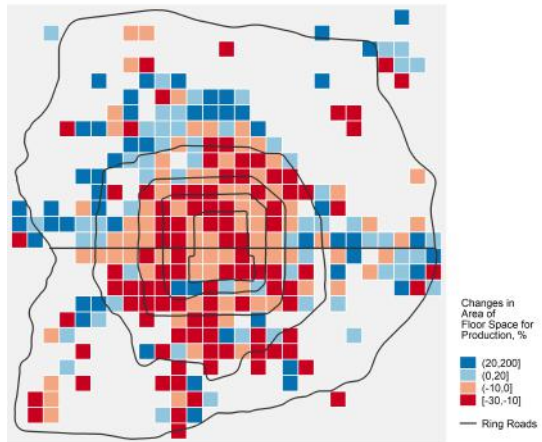 Changes in
Area of
Floor Space for
Production, %
(20,200]
(0,20]
(-10,0]
[-30,-10]
Ring Roads